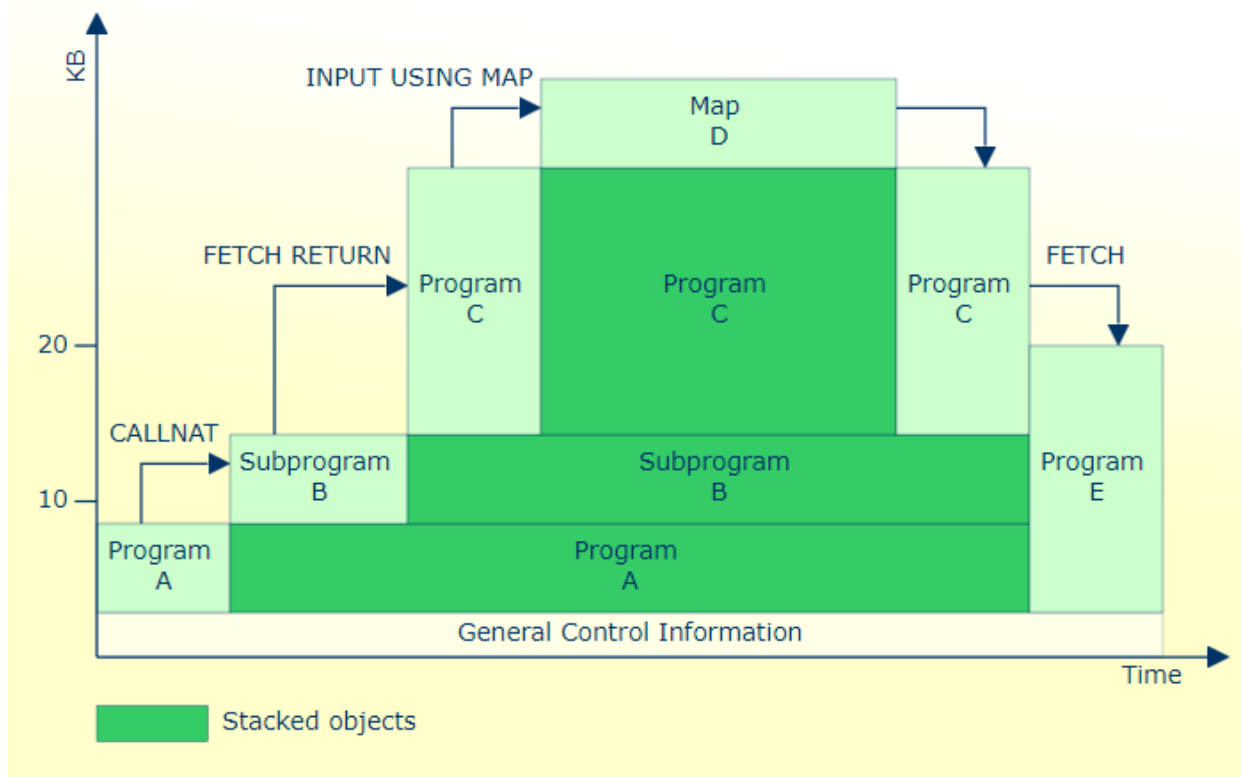 KB
INPUT USING MAP
Map
D
FETCH RETURN
Program
C
Program
C
Program
C
FETCH
20
CALLNAT
Subprogram
B
Subprogram
B
Program
E
10
Program
A
Program
A
General Control Information
Time
Stacked objects